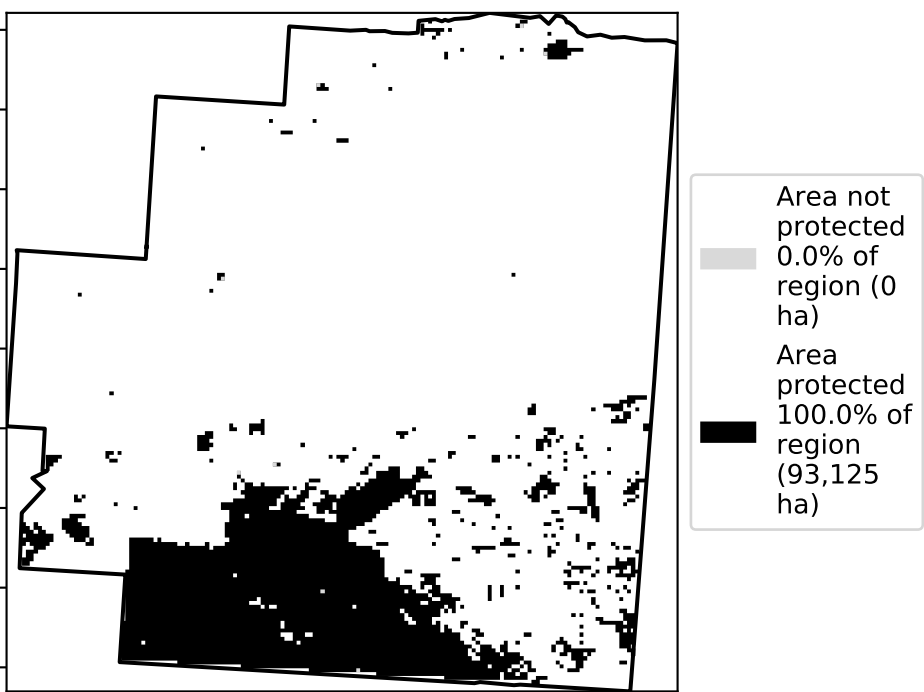 Area not
protected
0.0% of
region (0
ha)
Area
protected
100.0% of
region
(93,125
ha)